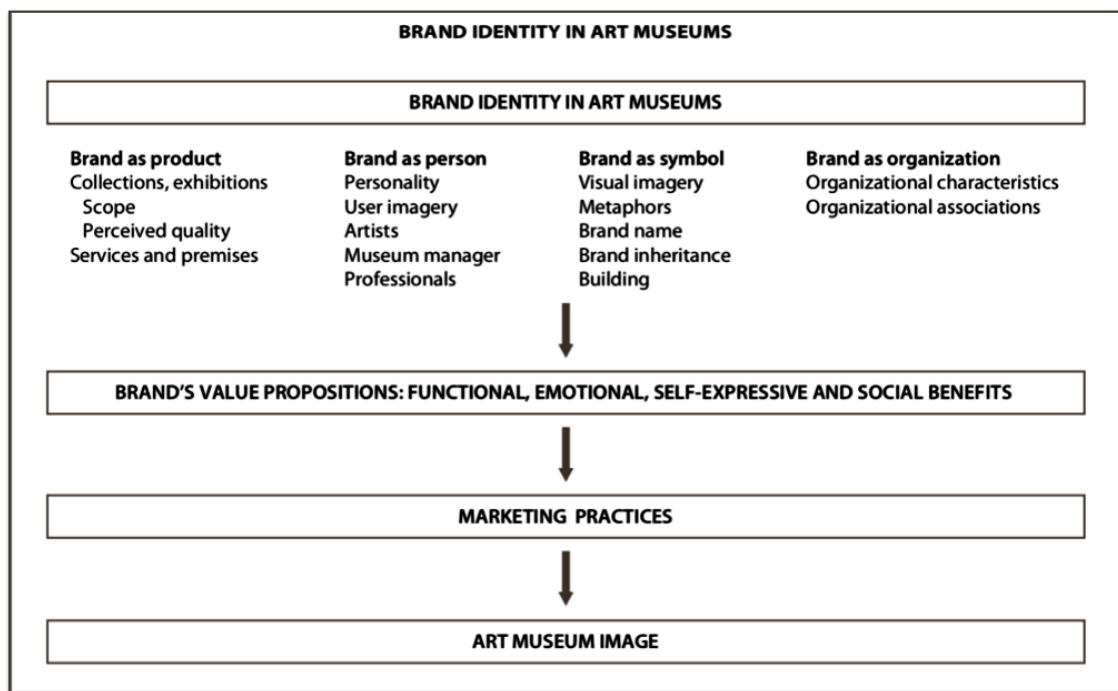 BRAND IDENTITY IN ART MUSEUMS
BRAND IDENTITY IN ART MUSEUMS
Brand as product
Collections, exhibitions
Scope
Perceived quality
Services and premises
Brand as person
Personality
User imagery
Artists
Museum manager
Professionals
Brand as symbol
Visual imagery
Metaphors
Brand name
Brand inheritance
Building
Brand as organization
Organizational characteristics
Organizational associations
BRAND’S VALUE PROPOSITIONS: FUNCTIONAL, EMOTIONAL, SELF-EXPRESSIVE AND SOCIAL BENEFITS
MARKETING PRACTICES
ART MUSEUM IMAGE